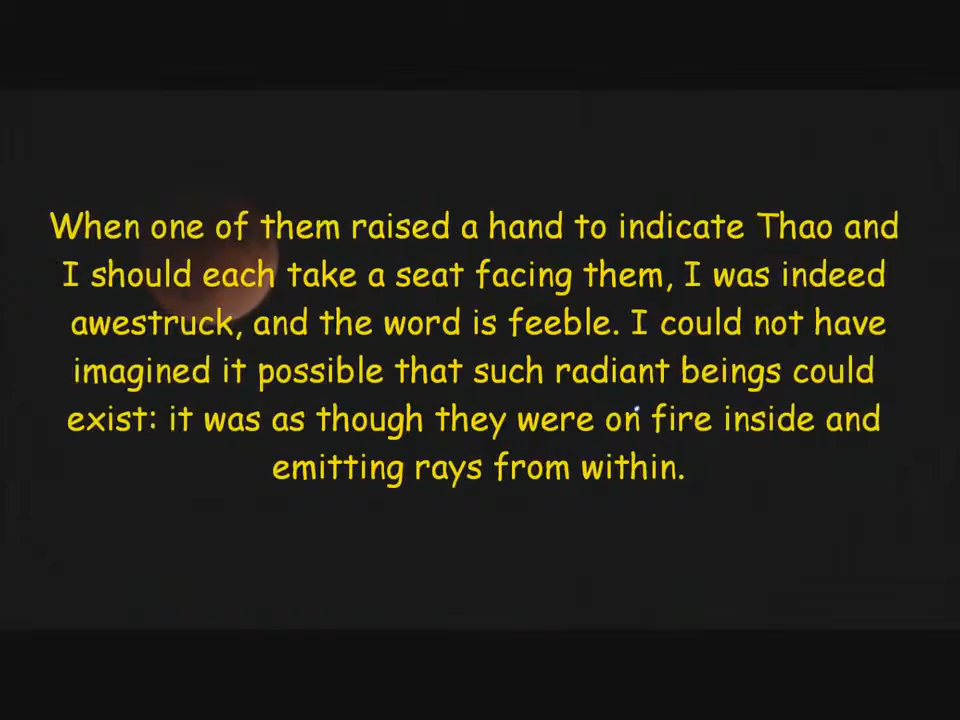 When one of them raised a hand to indicate Thao and
I should each take a seat facing them, I was indeed
awestruck, and the word is feeble. I could not have
imagined it possible that such radiant beings could
exist: it was as though they were on fire inside and
emitting rays from within.